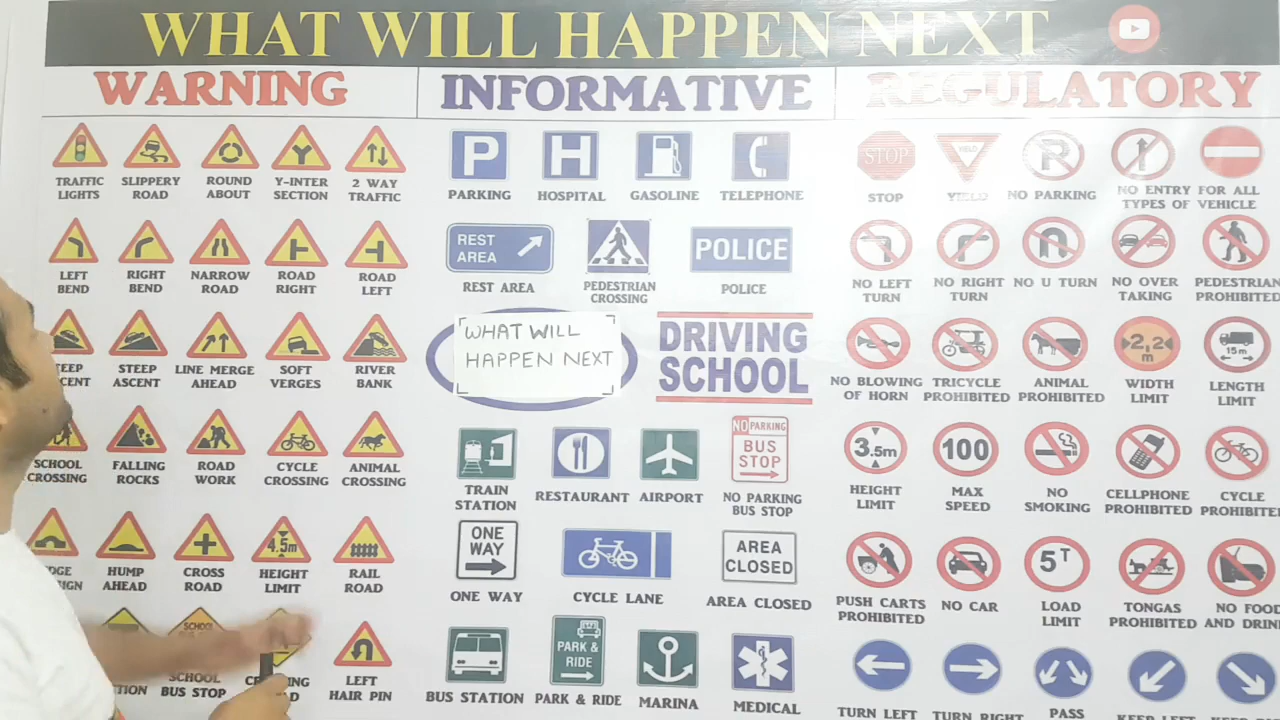 WHAT WILL HAPPEN NEXT
WARNING
INFORMATIVE
REGULATORY
TRAFFIC LIGHTS
SLIPPERY ROAD
ROUND ABOUT
Y-INTER SECTION
2 WAY TRAFFIC
LEFT BEND
RIGHT BEND
NARROW ROAD
ROAD RIGHT
ROAD LEFT
STEEP ASCENT
LINE MERGE AHEAD
SOFT VERGES
RIVER BANK
SCHOOL CROSSING
FALLING ROCKS
ROAD WORK
CYCLE CROSSING
ANIMAL CROSSING
HUMP AHEAD
CROSS ROAD
4.5m
HEIGHT LIMIT
RAIL ROAD
SCHOOL
SCHOOL BUS STOP
LEFT HAIR PIN
P
PARKING
H
HOSPITAL
GASOLINE
TELEPHONE
REST AREA
REST AREA
PEDESTRIAN CROSSING
POLICE
POLICE
WHAT WILL
HAPPEN NEXT
DRIVING
SCHOOL
TRAIN STATION
RESTAURANT
AIRPORT
NO PARKING
BUS STOP
NO PARKING BUS STOP
ONE WAY
ONE WAY
CYCLE LANE
AREA CLOSED
AREA CLOSED
BUS STATION
PARK & RIDE
PARK & RIDE
MARINA
MEDICAL
STOP
STOP
YIELD
YIELD
P
NO PARKING
NO ENTRY FOR ALL
TYPES OF VEHICLE
NO LEFT TURN
NO RIGHT TURN
NO U TURN
NO OVER TAKING
PEDESTRIAN PROHIBITED
NO BLOWING OF HORN
TRICYCLE PROHIBITED
ANIMAL PROHIBITED
2,2 m
WIDTH LIMIT
15 m
LENGTH LIMIT
3.5m
HEIGHT LIMIT
100
MAX SPEED
NO SMOKING
CELLPHONE PROHIBITED
CYCLE PROHIBITE
PUSH CARTS PROHIBITED
NO CAR
5T
LOAD LIMIT
TONGAS PROHIBITED
NO FOOD AND DRIN
TURN LEFT
TURN RIGHT
PASS
KEEP LEFT